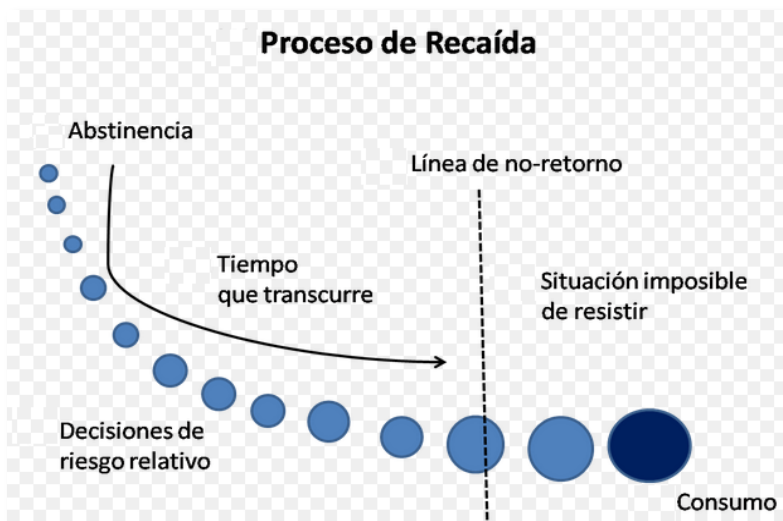 Proceso de Recaída
Abstinencia
Línea de no-retorno
Tiempo
que transcurre
Situación imposible
de resistir
Decisiones de
riesgo relativo
Consumo